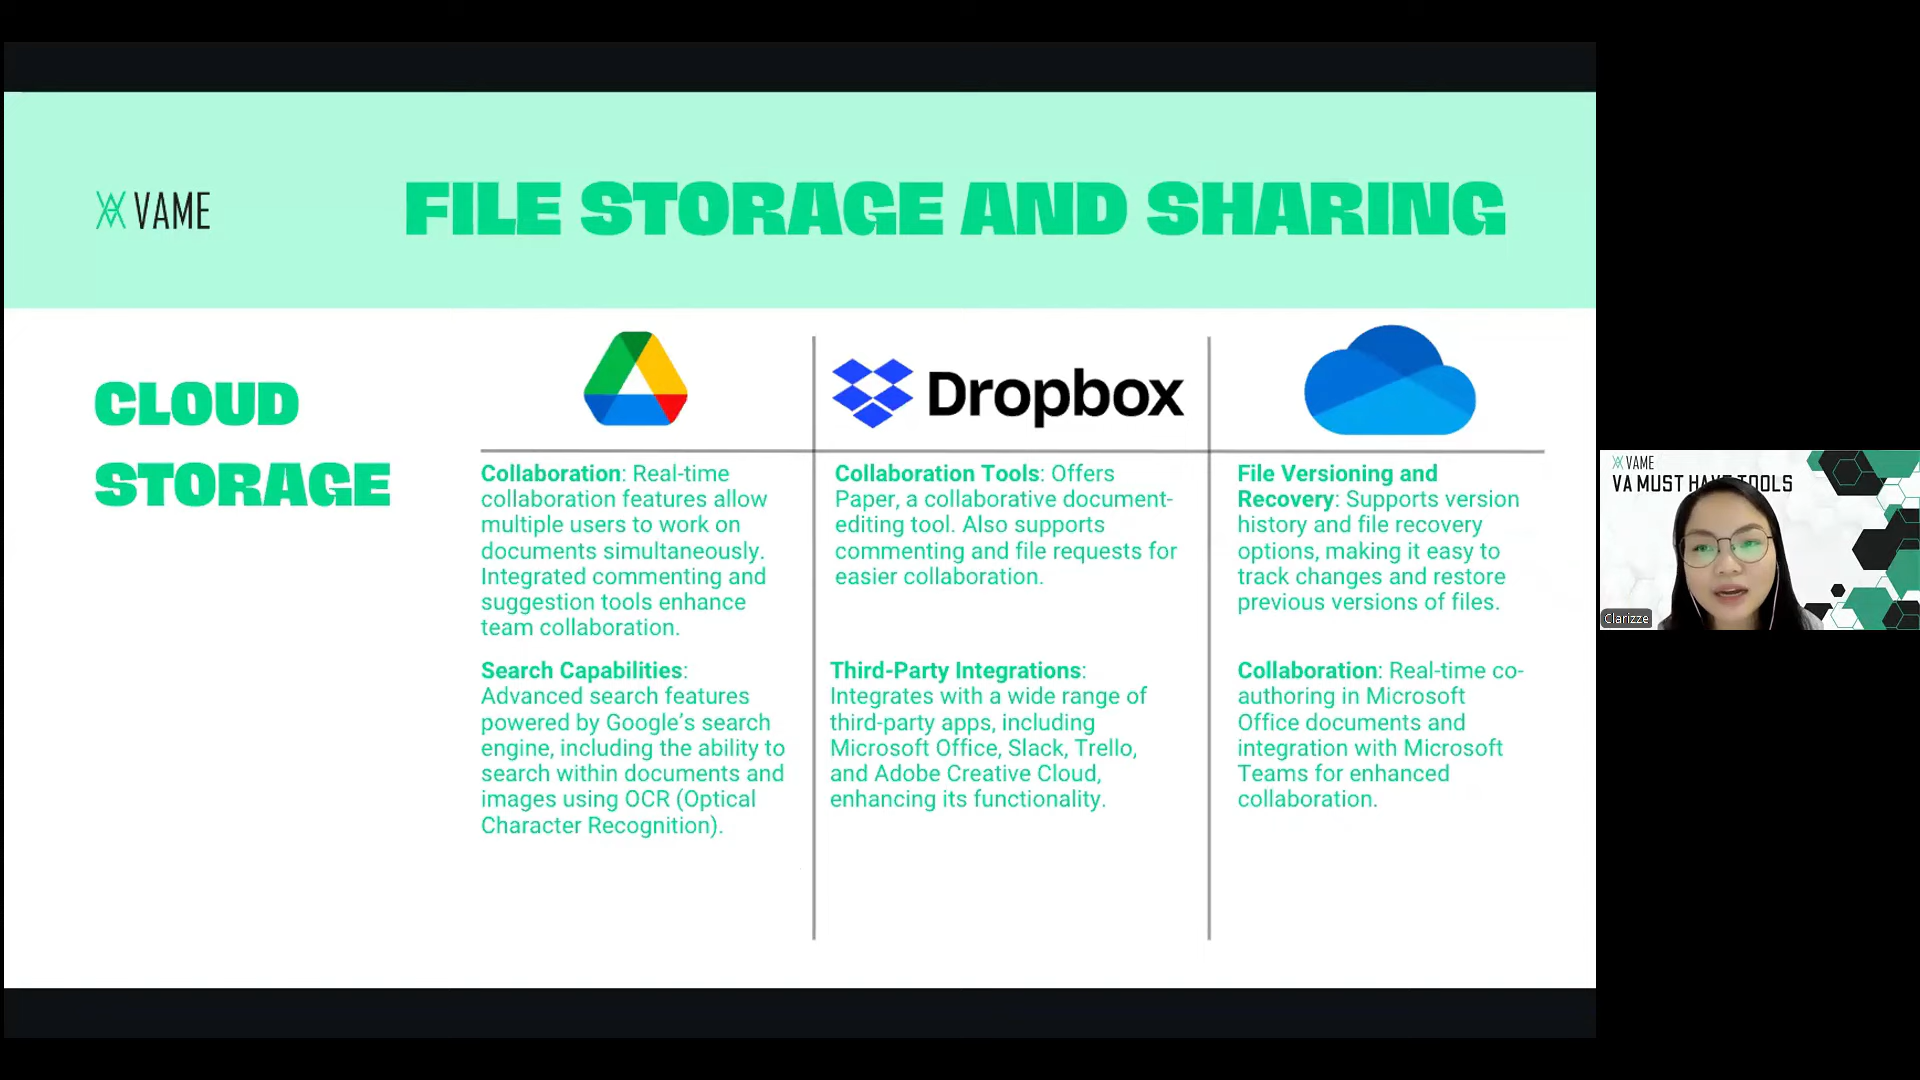 VAME
FILE STORAGE AND SHARING
CLOUD
STORAGE
Collaboration: Real-time
collaboration features allow
multiple users to work on
documents simultaneously.
Integrated commenting and
suggestion tools enhance
team collaboration.
Search Capabilities:
Advanced search features
powered by Google's search
engine, including the ability to
search within documents and
images using OCR (Optical
Character Recognition).
Dropbox
Collaboration Tools: Offers
Paper, a collaborative document-
editing tool. Also supports
commenting and file requests for
easier collaboration.
Third-Party Integrations:
Integrates with a wide range of
third-party apps, including
Microsoft Office, Slack, Trello,
and Adobe Creative Cloud,
enhancing its functionality.
File Versioning and
Recovery: Supports version
history and file recovery
options, making it easy to
track changes and restore
previous versions of files.
Collaboration: Real-time co-
authoring in Microsoft
Office documents and
integration with Microsoft
Teams for enhanced
collaboration.
VAME
VA MUST HAVE TOOLS
Clarizze